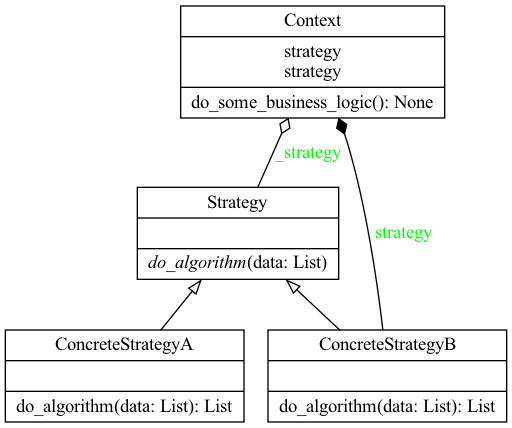 Context
strategy
strategy
do_some_business_logic(): None
_strategy
Strategy
do_algorithm(data: List)
strategy
ConcreteStrategyA
do_algorithm(data: List): List
ConcreteStrategyB
do_algorithm(data: List): List